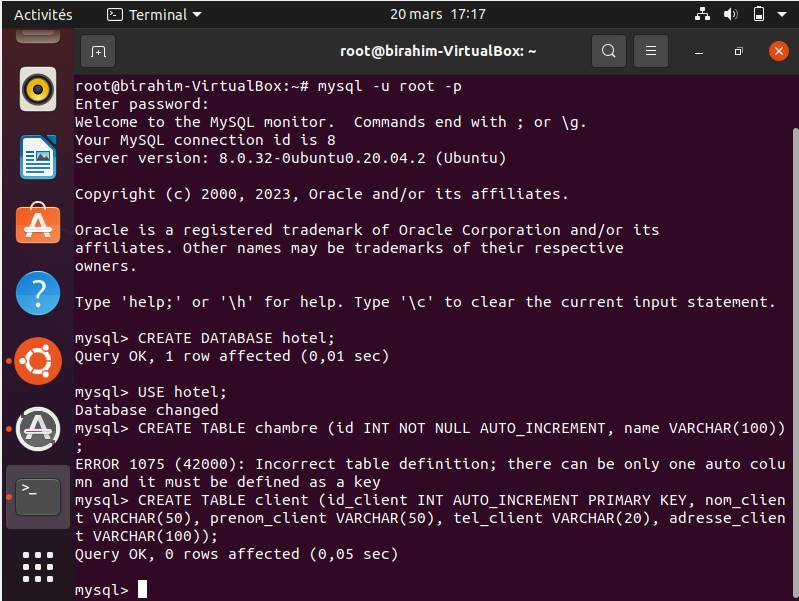 Activités
Terminal
20 mars 17:17
root@birahim-VirtualBox: ~
root@birahim-VirtualBox:~# mysql -u root -p
Enter password:
Welcome to the MySQL monitor.  Commands end with ; or \g.
Your MySQL connection id is 8
Server version: 8.0.32-0ubuntu0.20.04.2 (Ubuntu)
Copyright (c) 2000, 2023, Oracle and/or its affiliates.
Oracle is a registered trademark of Oracle Corporation and/or its
affiliates. Other names may be trademarks of their respective
owners.
Type 'help;' or '\h' for help. Type '\c' to clear the current input statement.
mysql> CREATE DATABASE hotel;
Query OK, 1 row affected (0,01 sec)
mysql> USE hotel;
Database changed
mysql> CREATE TABLE chambre (id INT NOT NULL AUTO_INCREMENT, name VARCHAR(100))
;
ERROR 1075 (42000): Incorrect table definition; there can be only one auto colu
mn and it must be defined as a key
mysql> CREATE TABLE client (id_client INT AUTO_INCREMENT PRIMARY KEY, nom_clien
t VARCHAR(50), prenom_client VARCHAR(50), tel_client VARCHAR(20), adresse_clien
t VARCHAR(100));
Query OK, 0 rows affected (0,05 sec)
mysql>